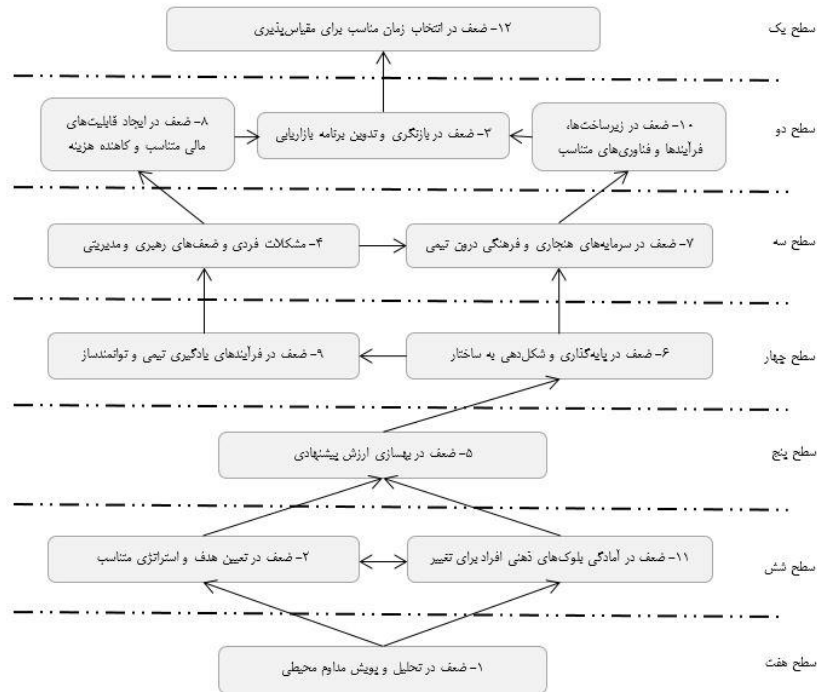 سطح یک
۱۲- ضعف در انتخاب زمان مناسب برای مقیاس‌پذیری
سطح دو
۱۰- ضعف در زیرساخت‌ها،
فرآیندها و فناوری‌های متناسب
۳- ضعف در بازنگری و تدوین برنامه بازاریابی
۸- ضعف در ایجاد قابلیت‌های
مالی متناسب و کاهنده هزینه
سطح سه
۷- ضعف در سرمایه‌های هنجاری و فرهنگی درون تیمی
۴- مشکلات فردی و ضعف‌های رهبری و مدیریتی
سطح چهار
۶- ضعف در پایه‌گذاری و شکل‌دهی به ساختار
۹- ضعف در فرآیندهای یادگیری تیمی و توانمندساز
سطح پنج
۵- ضعف در بهسازی ارزش پیشنهادی
سطح شش
۱۱- ضعف در آمادگی بلوک‌های ذهنی افراد برای تغییر
۲- ضعف در تعیین هدف و استراتژی متناسب
سطح هفت
۱- ضعف در تحلیل و پویش مداوم محیطی